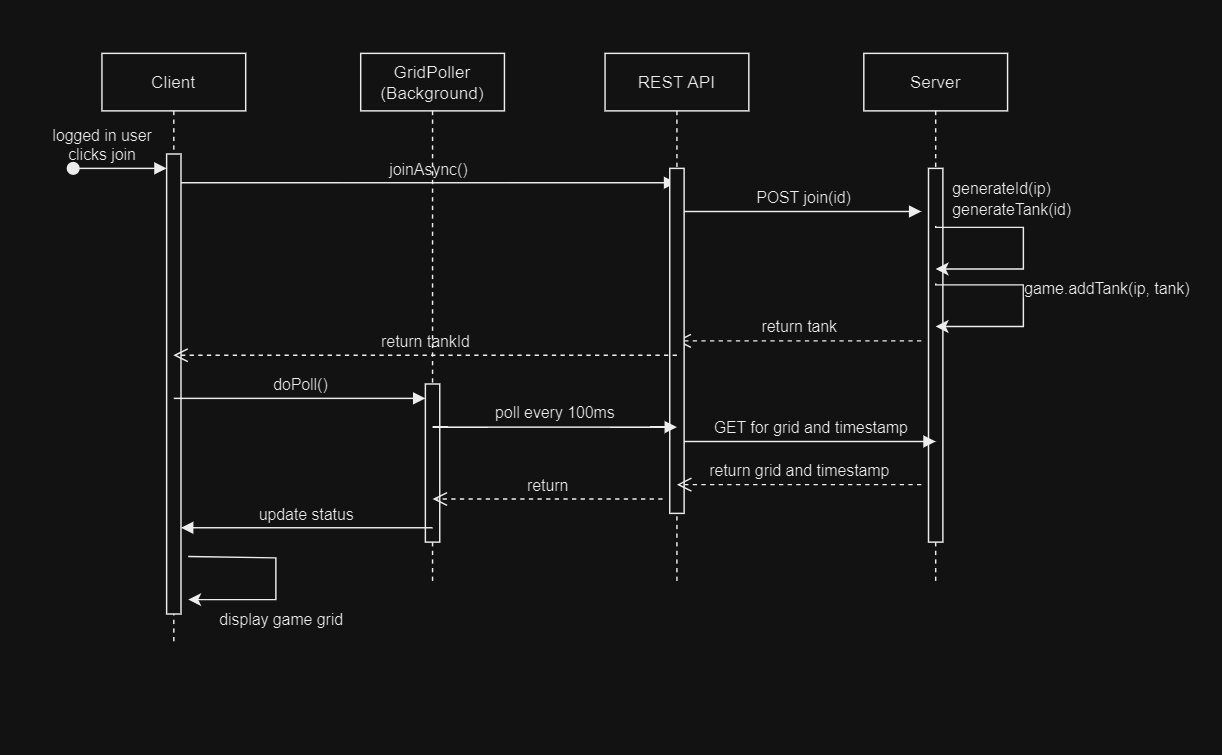 Client
GridPoller
(Background)
REST API
Server
logged in user
clicks join
joinAsync()
POST join(id)
generateId(ip)
generateTank(id)
game.addTank(ip, tank)
return tank
return tankId
doPoll()
poll every 100ms
GET for grid and timestamp
return grid and timestamp
return
update status
display game grid